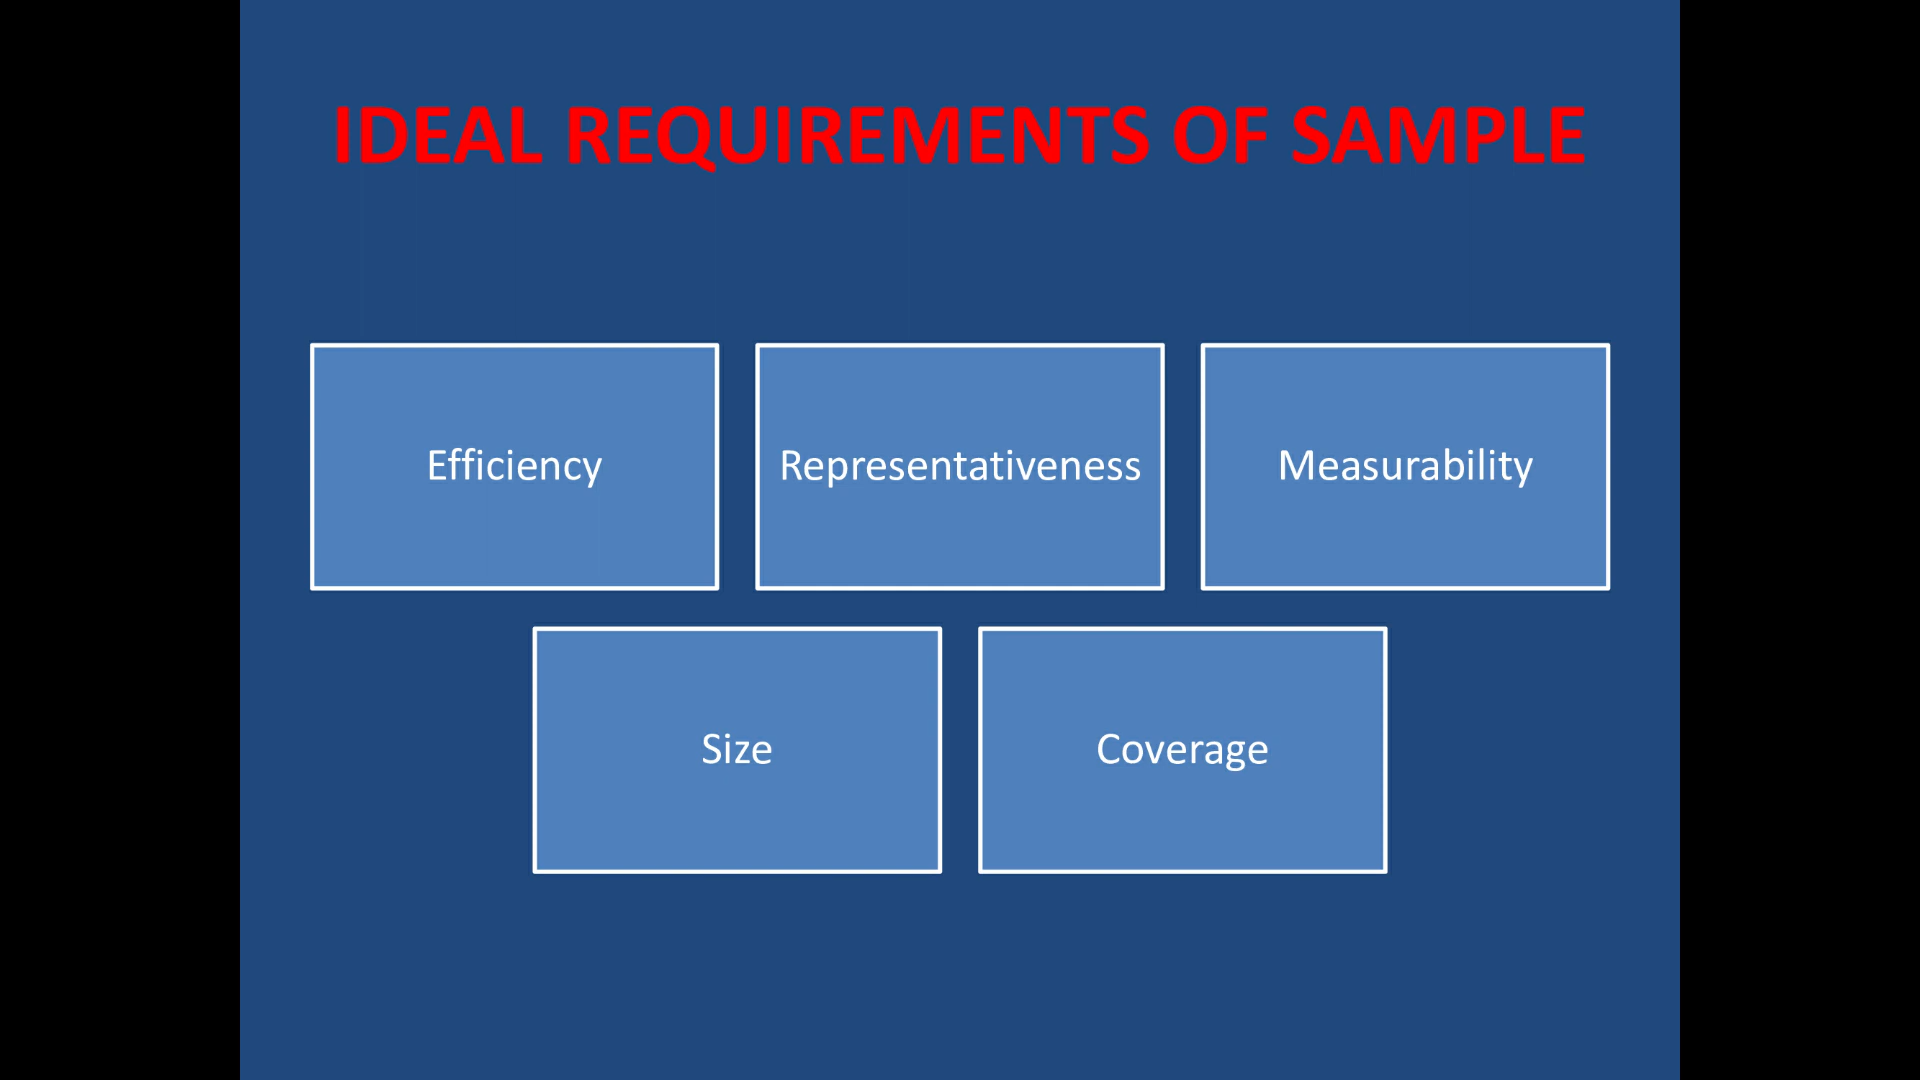 IDEAL REQUIREMENTS OF SAMPLE
Efficiency
Representativeness
Measurability
Size
Coverage